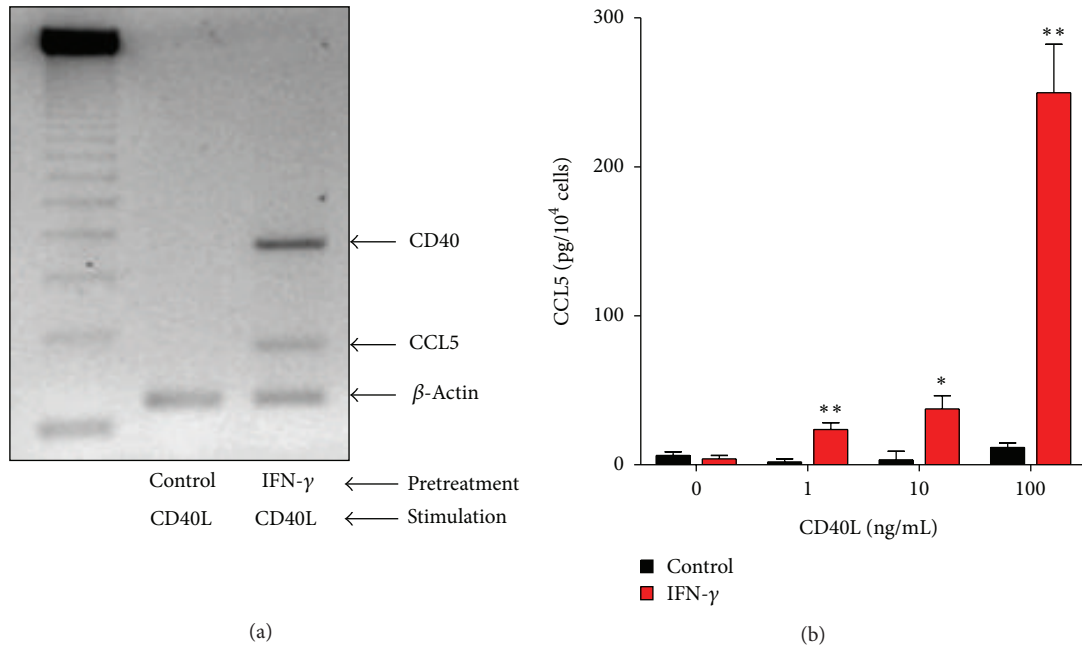 CD40
CCL5
β-Actin
Control IFN-γ Pretreatment
CD40L CD40L Stimulation
(a)
CCL5 (pg/10⁴ cells)
300
200
100
0
**
*
**
0 1 10 100
CD40L (ng/mL)
Control
IFN-γ
(b)